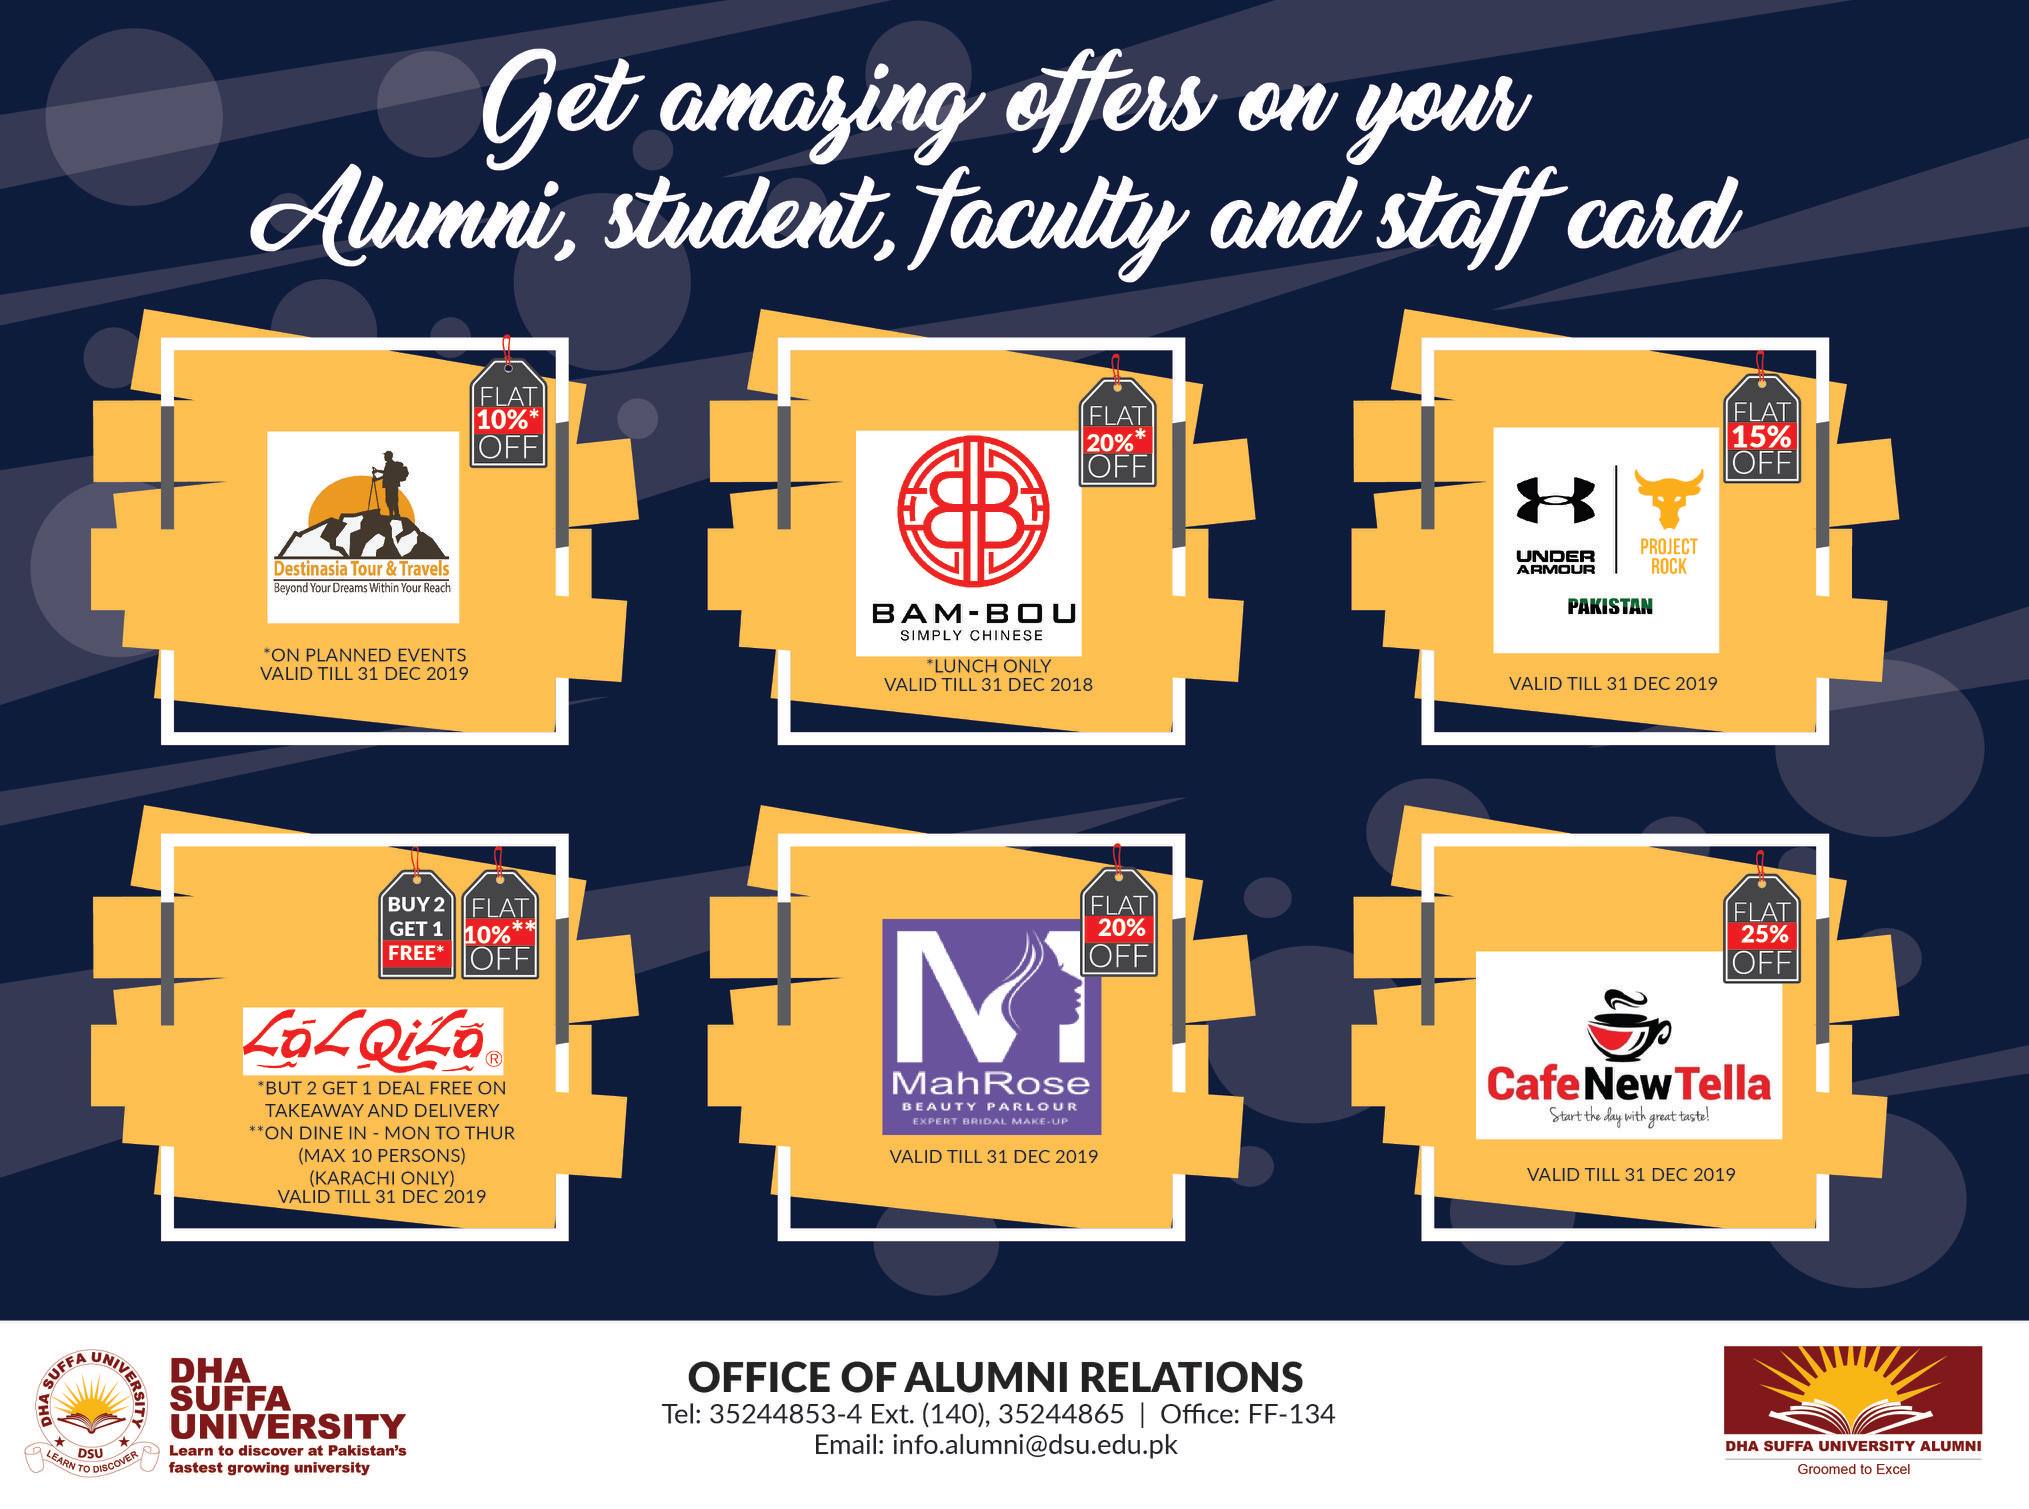 Get amazing offers on your
Alumni, student, faculty and staff card
FLAT
10%*
OFF
Destinasia Tour & Travels
Beyond Your Dreams Within Your Reach
*ON PLANNED EVENTS
VALID TILL 31 DEC 2019
FLAT
20%*
OFF
BAM-BOU
SIMPLY CHINESE
*LUNCH ONLY
VALID TILL 31 DEC 2018
FLAT
15%
OFF
UNDER
ARMOUR
PROJECT
ROCK
PAKISTAN
VALID TILL 31 DEC 2019
BUY 2
GET 1
FREE*
FLAT
10%**
OFF
LaL QiLa®
*BUT 2 GET 1 DEAL FREE ON
TAKEAWAY AND DELIVERY
**ON DINE IN - MON TO THUR
(MAX 10 PERSONS)
(KARACHI ONLY)
VALID TILL 31 DEC 2019
FLAT
20%
OFF
M
MahRose
BEAUTY PARLOUR
EXPERT BRIDAL MAKE-UP
VALID TILL 31 DEC 2019
FLAT
25%
OFF
CafeNewTella
Start the day with great taste!
VALID TILL 31 DEC 2019
DHA SUFFA UNIVERSITY
DSU
LEARN TO DISCOVER
DHA
SUFFA
UNIVERSITY
Learn to discover at Pakistan's
fastest growing university
OFFICE OF ALUMNI RELATIONS
Tel: 35244853-4 Ext. (140), 35244865 | Office: FF-134
Email: info.alumni@dsu.edu.pk
DHA SUFFA UNIVERSITY ALUMNI
Groomed to Excel